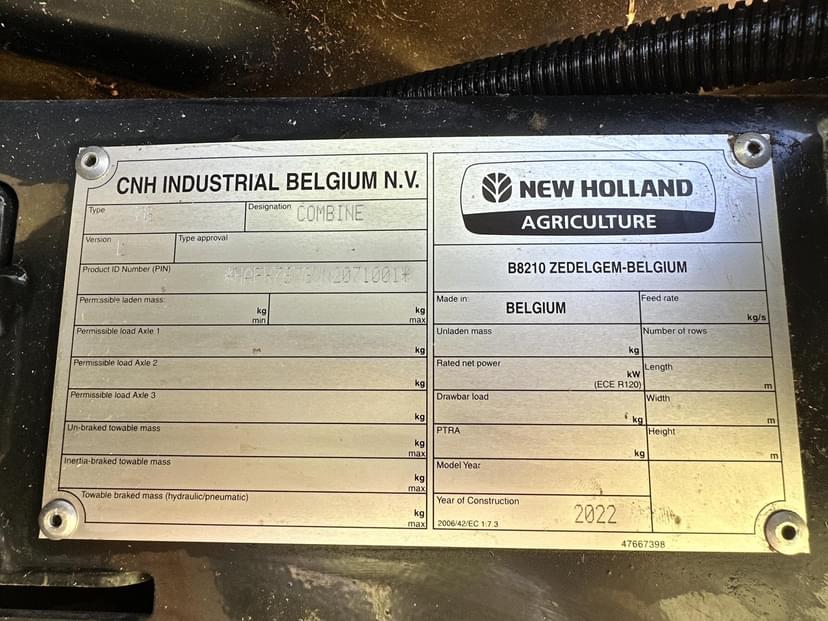 CNH INDUSTRIAL BELGIUM N.V.
Type
Designation COMBINE
Version L
Type approval
Product ID Number (PIN)
Permissible laden mass:
kg min
kg max
Permissible load Axle 1
kg
Permissible load Axle 2
kg
Permissible load Axle 3
kg
Un-braked towable mass
kg max
Inertia-braked towable mass
kg max
Towable braked mass (hydraulic/pneumatic)
kg max
NEW HOLLAND
AGRICULTURE
B8210 ZEDELGEM-BELGIUM
Made in: BELGIUM
Feed rate
kg/s
Unladen mass
kg
Number of rows
Rated net power
kW
(ECE R120)
Length
m
Drawbar load
kg
Width
m
PTRA
kg
Height
m
Model Year
Year of Construction
2006/42/EC 1:7.3
2022
47667398